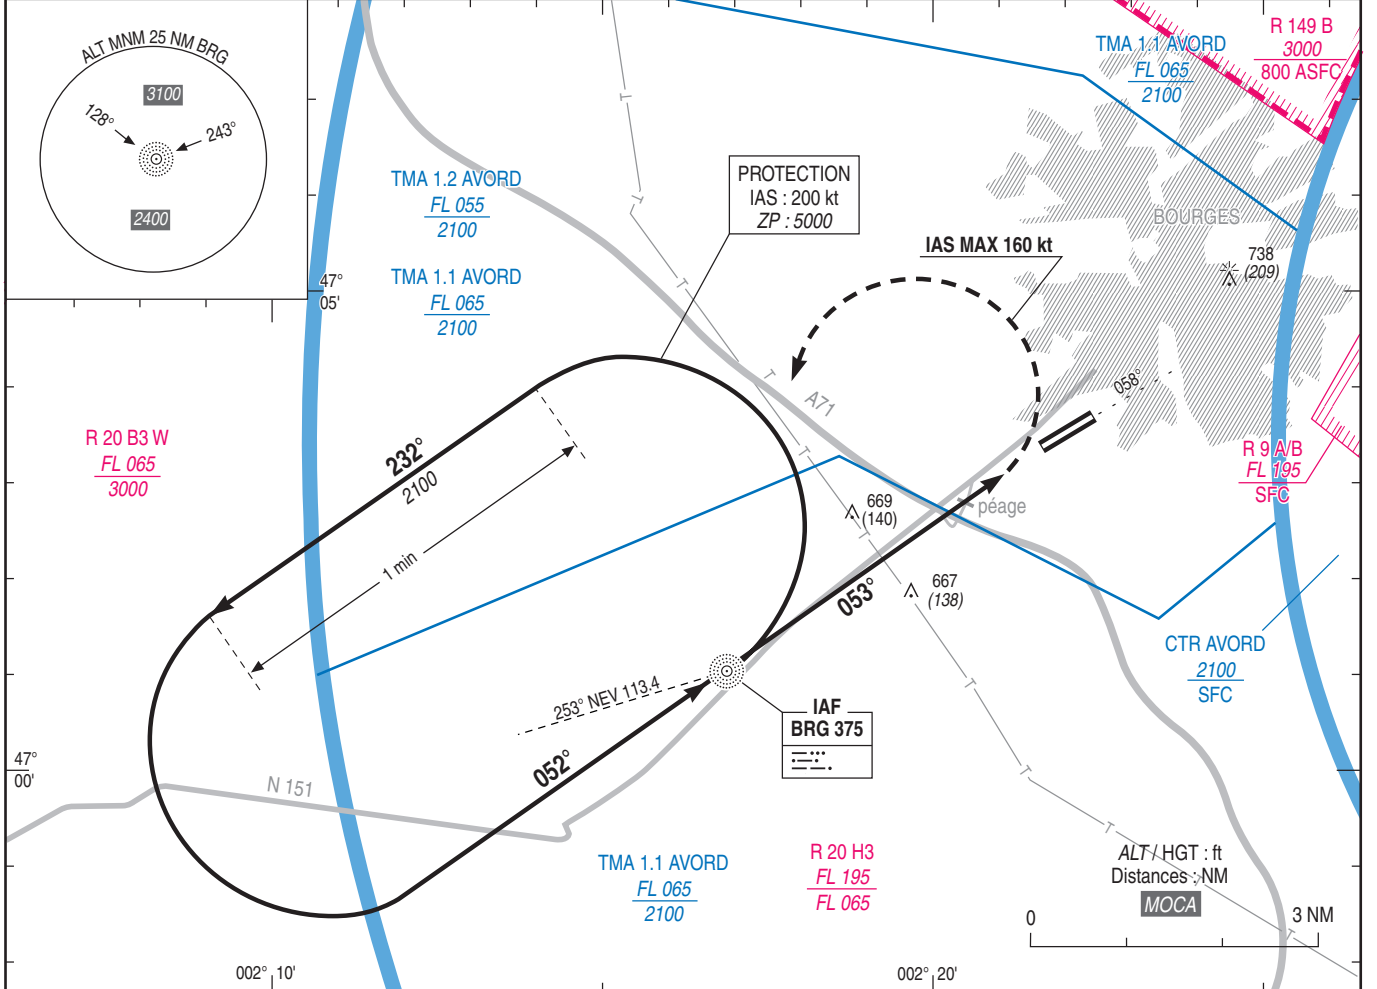 ALT MNM 25 NM BRG
3100
128°
243°
2400
TMA 1.1 AVORD
FL 065
2100
R 149 B
3000
800 ASFC
TMA 1.2 AVORD
FL 055
2100
PROTECTION
IAS : 200 kt
ZP : 5000
BOURGES
IAS MAX 160 kt
738
(209)
TMA 1.1 AVORD
FL 065
2100
47°
05'
058°
A71
R 20 B3 W
FL 065
3000
232°
2100
R 9 A/B
FL 195
SFC
669
(140)
péage
1 min
667
(138)
053°
CTR AVORD
2100
SFC
253° NEV 113.4
IAF
BRG 375
052°
47°
00'
N 151
TMA 1.1 AVORD
FL 065
2100
R 20 H3
FL 195
FL 065
ALT / HGT : ft
Distances : NM
MOCA
0
3 NM
002° 10'
002° 20'